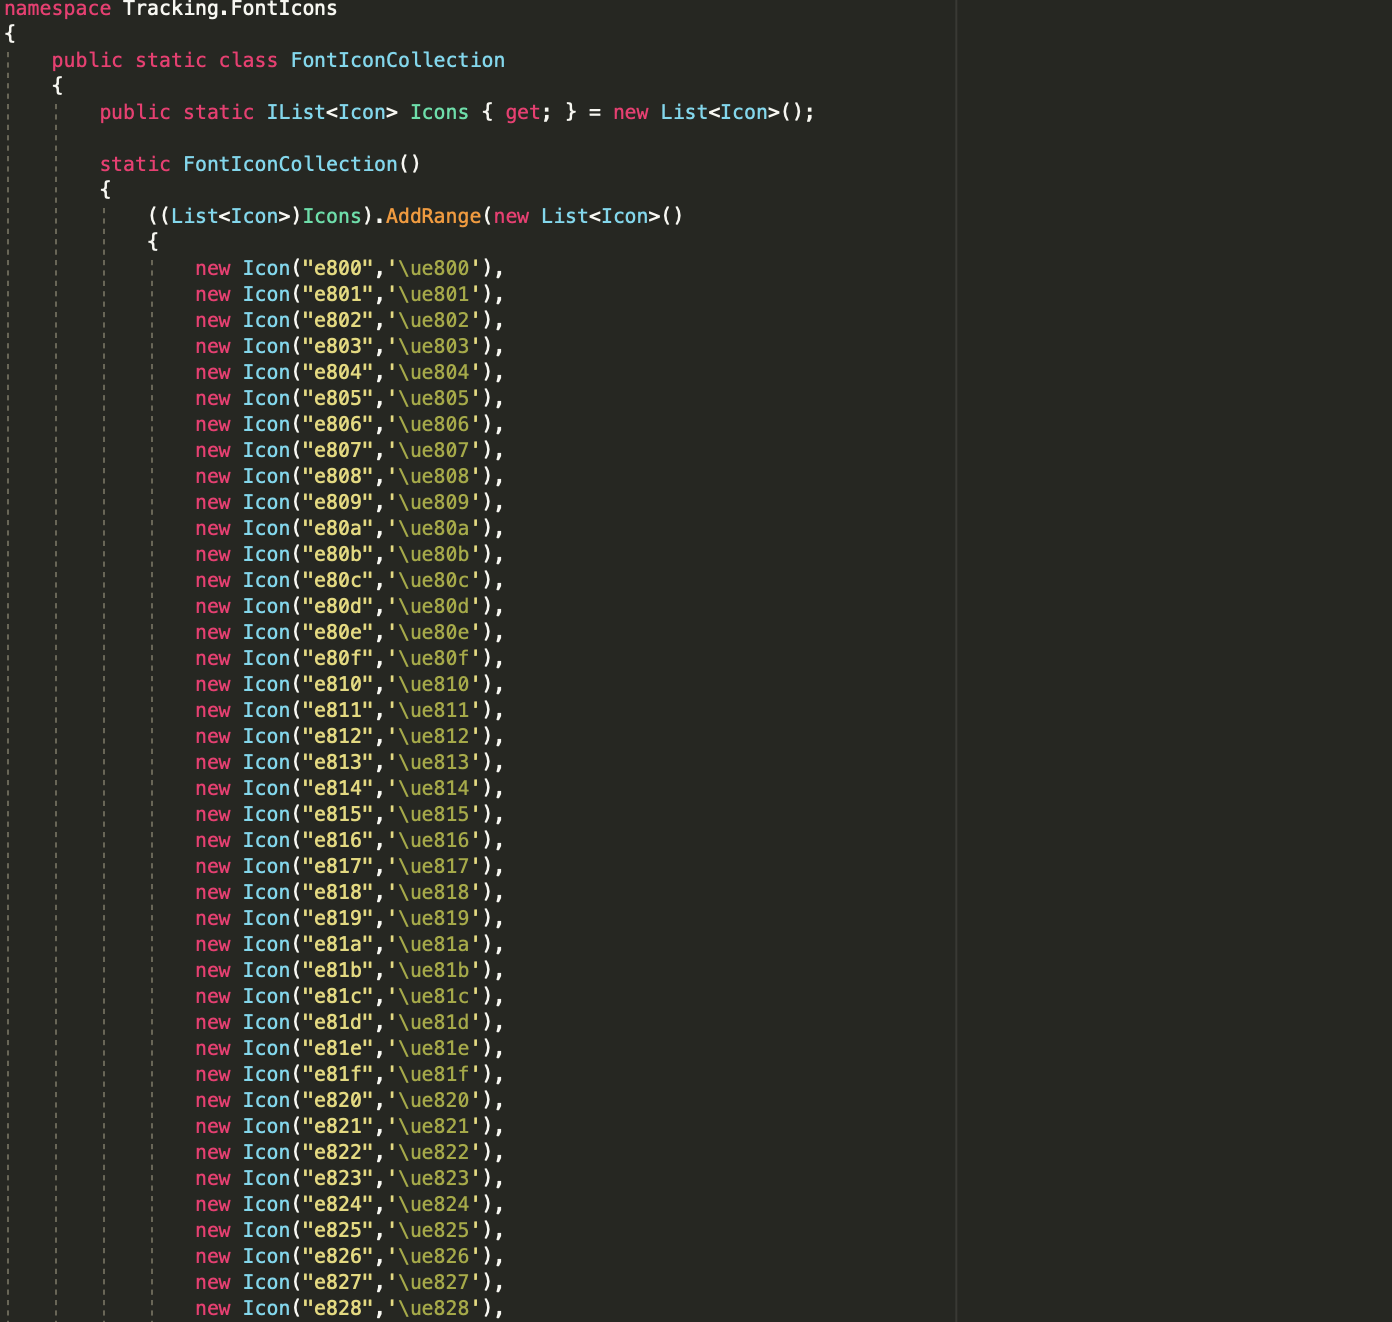 namespace Tracking.FontIcons
{
public static class FontIconCollection
{
public static IList<Icon> Icons { get; } = new List<Icon>();
static FontIconCollection()
{
((List<Icon>)Icons).AddRange(new List<Icon>()
{
new Icon("e800",'\ue800'),
new Icon("e801",'\ue801'),
new Icon("e802",'\ue802'),
new Icon("e803",'\ue803'),
new Icon("e804",'\ue804'),
new Icon("e805",'\ue805'),
new Icon("e806",'\ue806'),
new Icon("e807",'\ue807'),
new Icon("e808",'\ue808'),
new Icon("e809",'\ue809'),
new Icon("e80a",'\ue80a'),
new Icon("e80b",'\ue80b'),
new Icon("e80c",'\ue80c'),
new Icon("e80d",'\ue80d'),
new Icon("e80e",'\ue80e'),
new Icon("e80f",'\ue80f'),
new Icon("e810",'\ue810'),
new Icon("e811",'\ue811'),
new Icon("e812",'\ue812'),
new Icon("e813",'\ue813'),
new Icon("e814",'\ue814'),
new Icon("e815",'\ue815'),
new Icon("e816",'\ue816'),
new Icon("e817",'\ue817'),
new Icon("e818",'\ue818'),
new Icon("e819",'\ue819'),
new Icon("e81a",'\ue81a'),
new Icon("e81b",'\ue81b'),
new Icon("e81c",'\ue81c'),
new Icon("e81d",'\ue81d'),
new Icon("e81e",'\ue81e'),
new Icon("e81f",'\ue81f'),
new Icon("e820",'\ue820'),
new Icon("e821",'\ue821'),
new Icon("e822",'\ue822'),
new Icon("e823",'\ue823'),
new Icon("e824",'\ue824'),
new Icon("e825",'\ue825'),
new Icon("e826",'\ue826'),
new Icon("e827",'\ue827'),
new Icon("e828",'\ue828'),